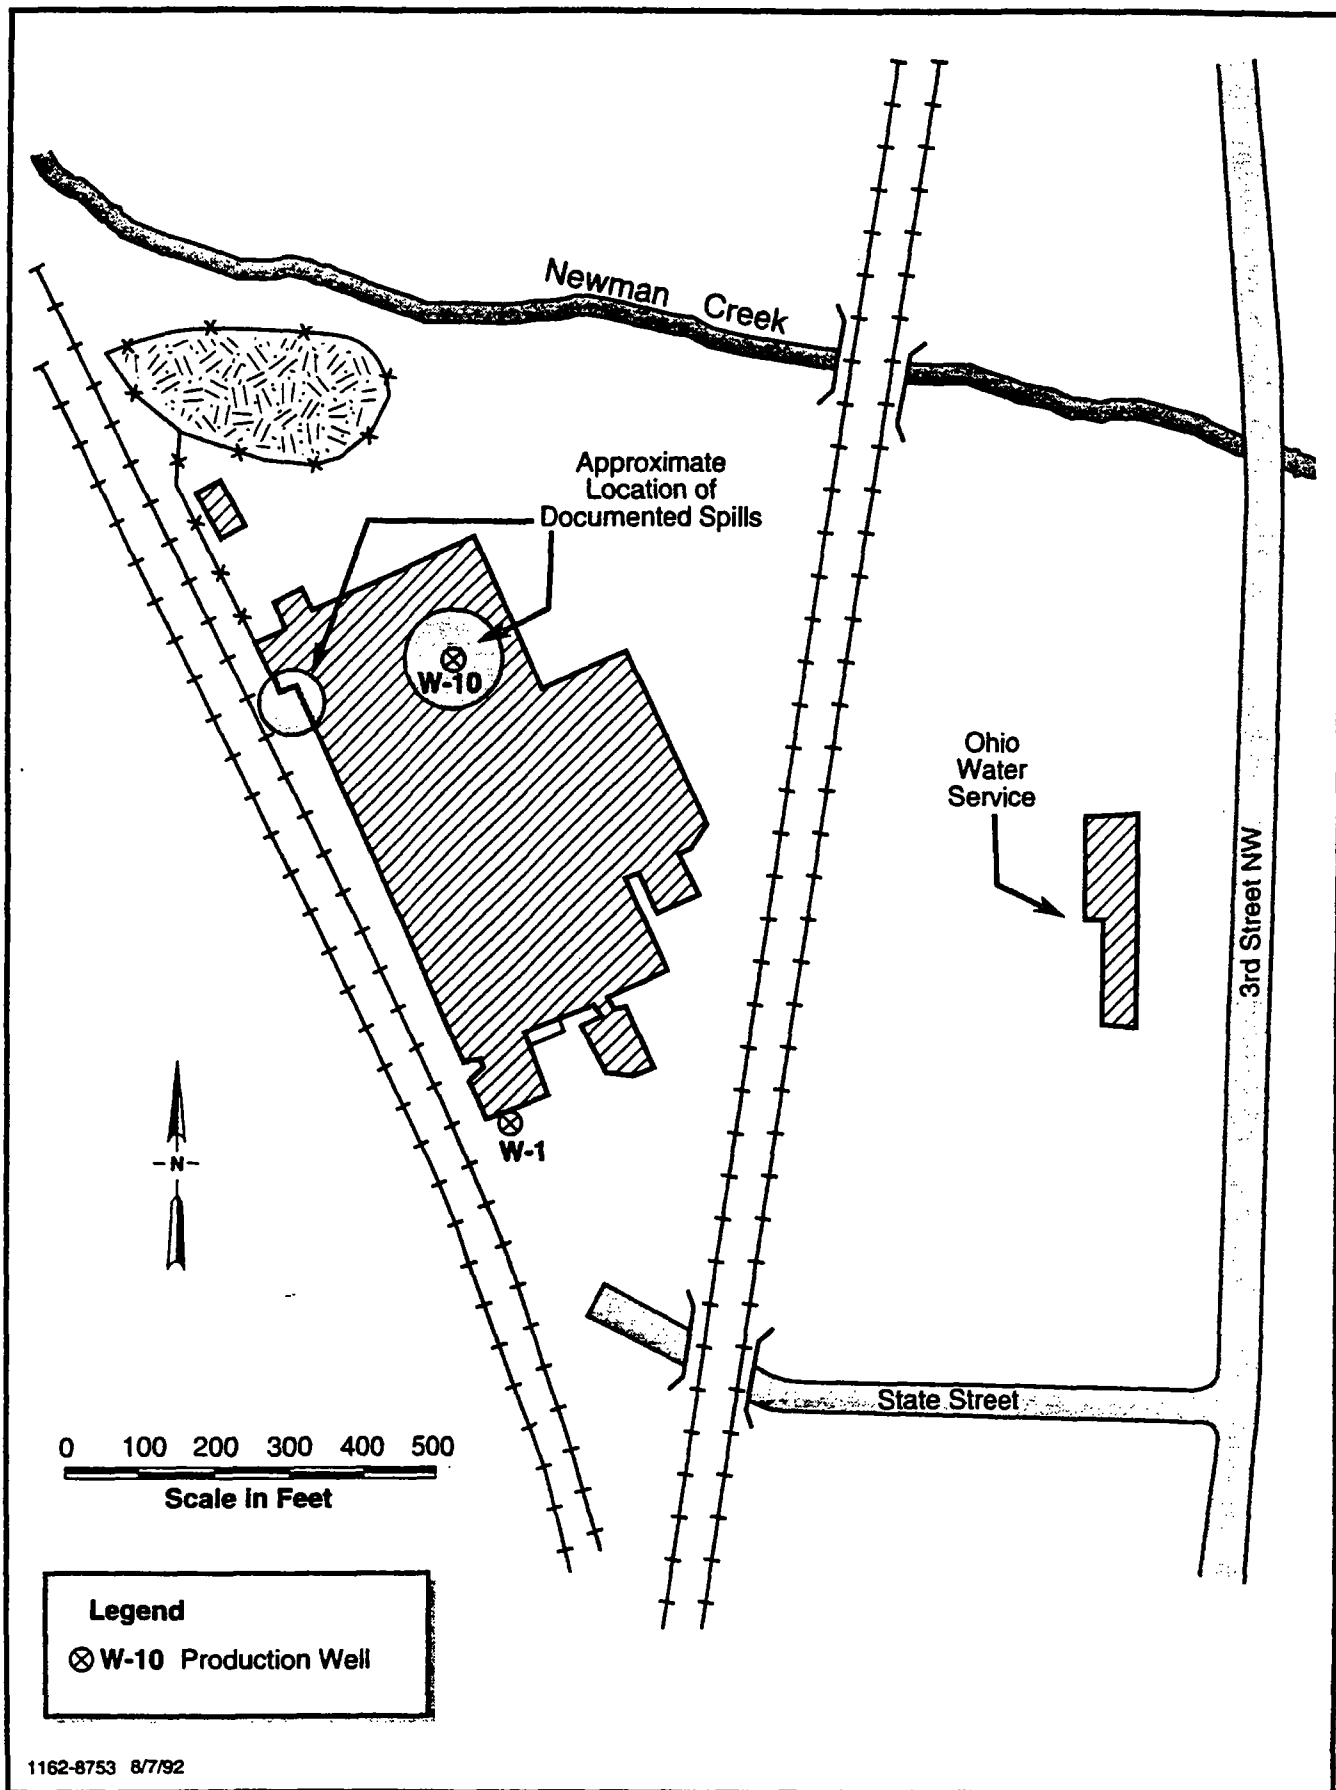 Newman Creek
Approximate
Location of
Documented Spills
W-10
Ohio
Water
Service
3rd Street NW
W-1
-N-
State Street
0 100 200 300 400 500
Scale in Feet
Legend
W-10 Production Well
1162-8753 8/7/92